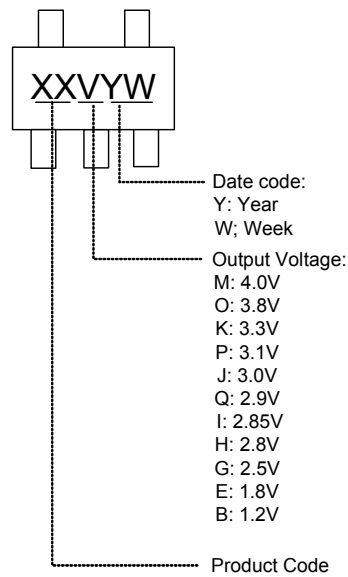 XXVYW
Date code:
Y: Year
W; Week
Output Voltage:
M: 4.0V
O: 3.8V
K: 3.3V
P: 3.1V
J: 3.0V
Q: 2.9V
I: 2.85V
H: 2.8V
G: 2.5V
E: 1.8V
B: 1.2V
Product Code